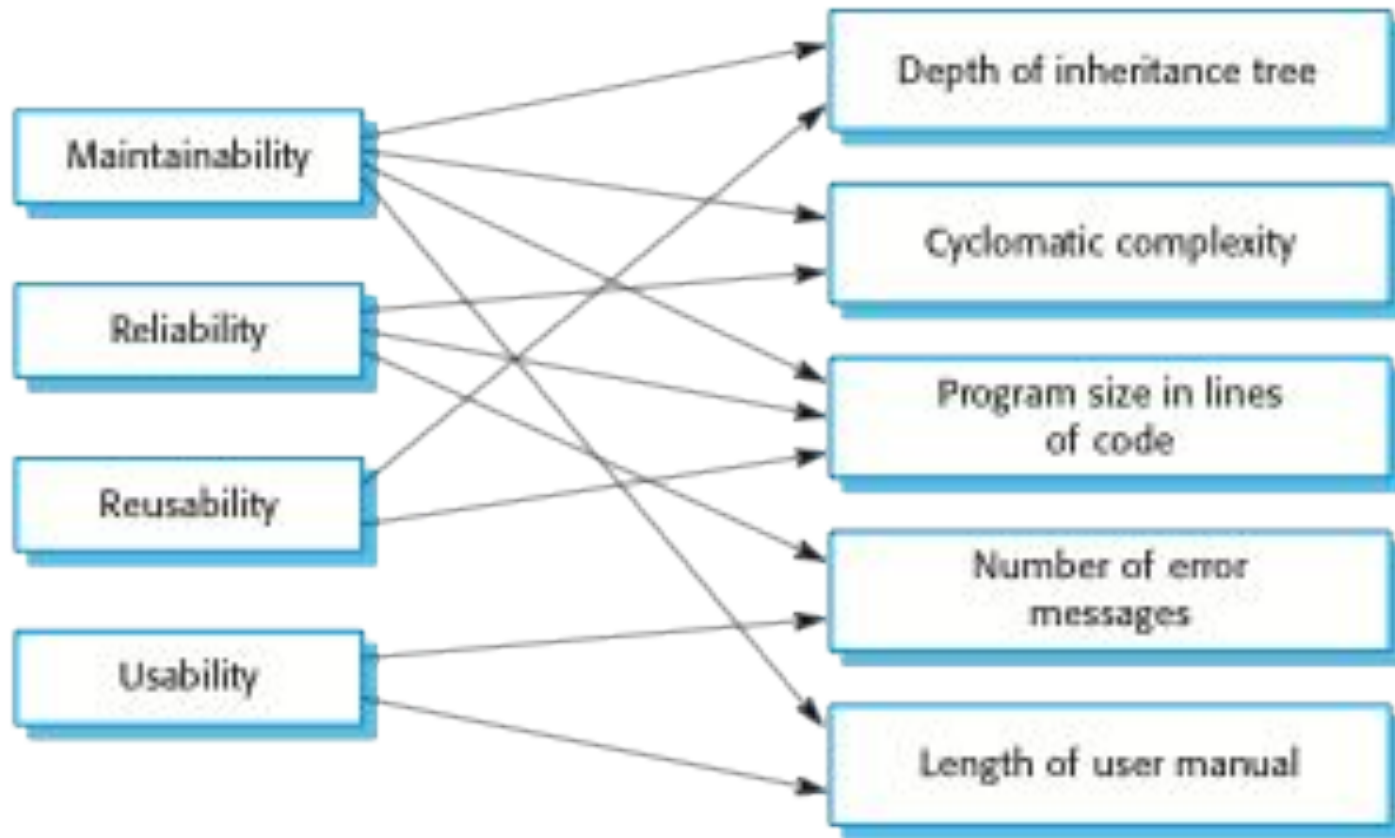 Maintainability
Reliability
Reusability
Usability
Depth of inheritance tree
Cyclomatic complexity
Program size in lines
of code
Number of error
messages
Length of user manual